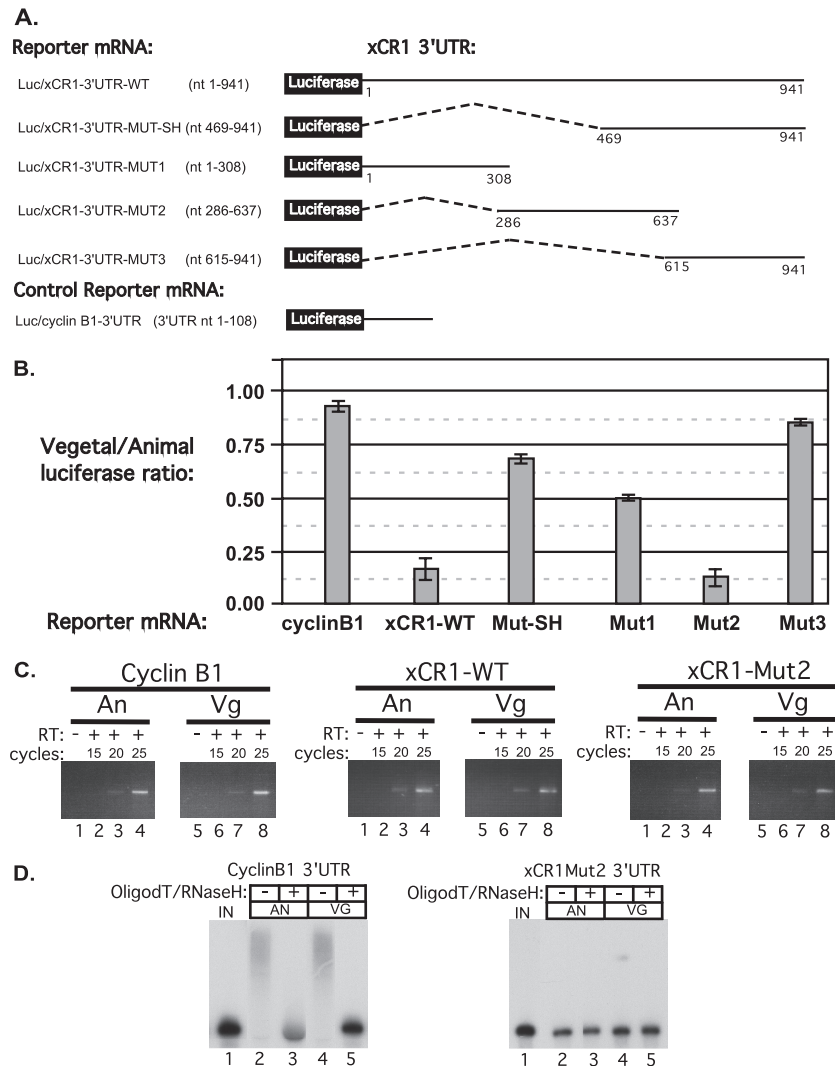 A.
Reporter mRNA: xCR1 3'UTR:
Luc/xCR1-3'UTR-WT (nt 1-941) Luciferase 1 941
Luc/xCR1-3'UTR-MUT-SH (nt 469-941) Luciferase 469 941
Luc/xCR1-3'UTR-MUT1 (nt 1-308) Luciferase 1 308
Luc/xCR1-3'UTR-MUT2 (nt 286-637) Luciferase 286 637
Luc/xCR1-3'UTR-MUT3 (nt 615-941) Luciferase 615 941
Control Reporter mRNA:
Luc/cyclin B1-3'UTR (3'UTR nt 1-108) Luciferase
B.
1.00
0.75
0.50
0.25
0.00
Vegetal/Animal
luciferase ratio:
Reporter mRNA: cyclinB1 xCR1-WT Mut-SH Mut1 Mut2 Mut3
C.
Cyclin B1 xCR1-WT xCR1-Mut2
An Vg An Vg An Vg
RT: - + + + - + + + RT: - + + + - + + + RT: - + + + - + + +
cycles: 15 20 25 15 20 25 cycles: 15 20 25 15 20 25 cycles: 15 20 25 15 20 25
1 2 3 4 5 6 7 8 1 2 3 4 5 6 7 8 1 2 3 4 5 6 7 8
D.
CyclinB1 3'UTR xCR1Mut2 3'UTR
OligodT/RNaseH: - + - + OligodT/RNaseH: - + - +
IN AN VG IN AN VG
1 2 3 4 5 1 2 3 4 5